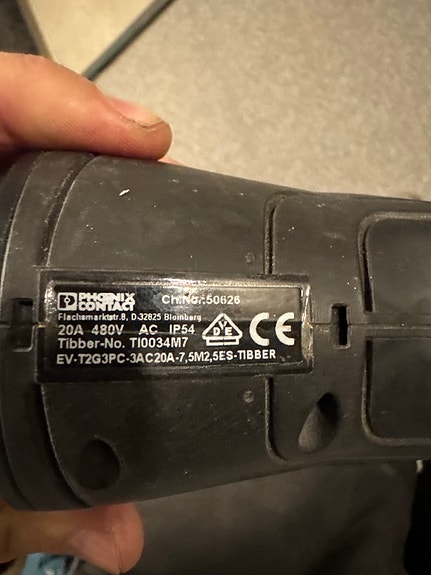 PHOENIX CONTACT Ch.No.:50626
Flachsmarktstr.8, D-32825 Blomberg
20A 480V AC IP54
Tibber-No. TI0034M7
EV-T2G3PC-3AC20A-7,5M2,5ES-TIBBER
VDE
CE